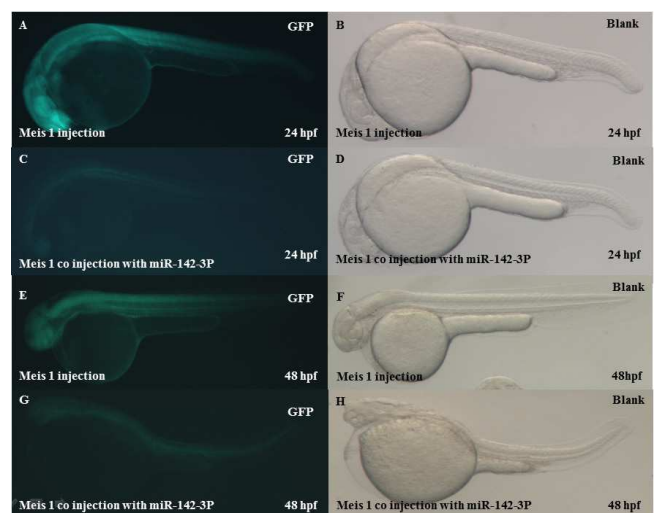 A
GFP
Meis 1 injection
24 hpf
B
Blank
Meis 1 injection
24 hpf
C
GFP
Meis 1 co injection with miR-142-3P
24 hpf
D
Blank
Meis 1 co injection with miR-142-3P
24 hpf
E
GFP
Meis 1 injection
48 hpf
F
Blank
Meis 1 injection
48hpf
G
GFP
Meis 1 co injection with miR-142-3P
48 hpf
H
Blank
Meis 1 co injection with miR-142-3P
48 hpf